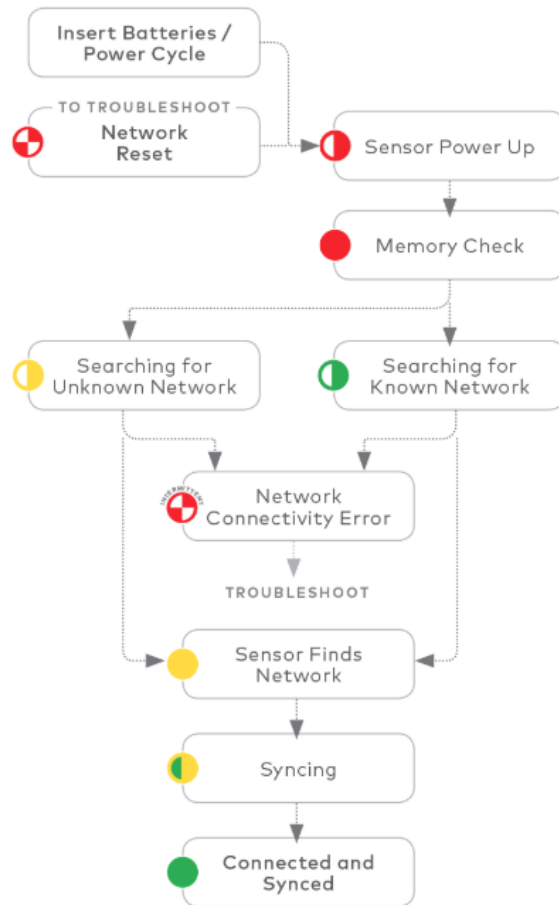 Insert Batteries /
Power Cycle
TO TROUBLESHOOT
Network
Reset
Sensor Power Up
Memory Check
Searching for
Unknown Network
Searching for
Known Network
INTERMITTENT
Network
Connectivity Error
TROUBLESHOOT
Sensor Finds
Network
Syncing
Connected and
Synced